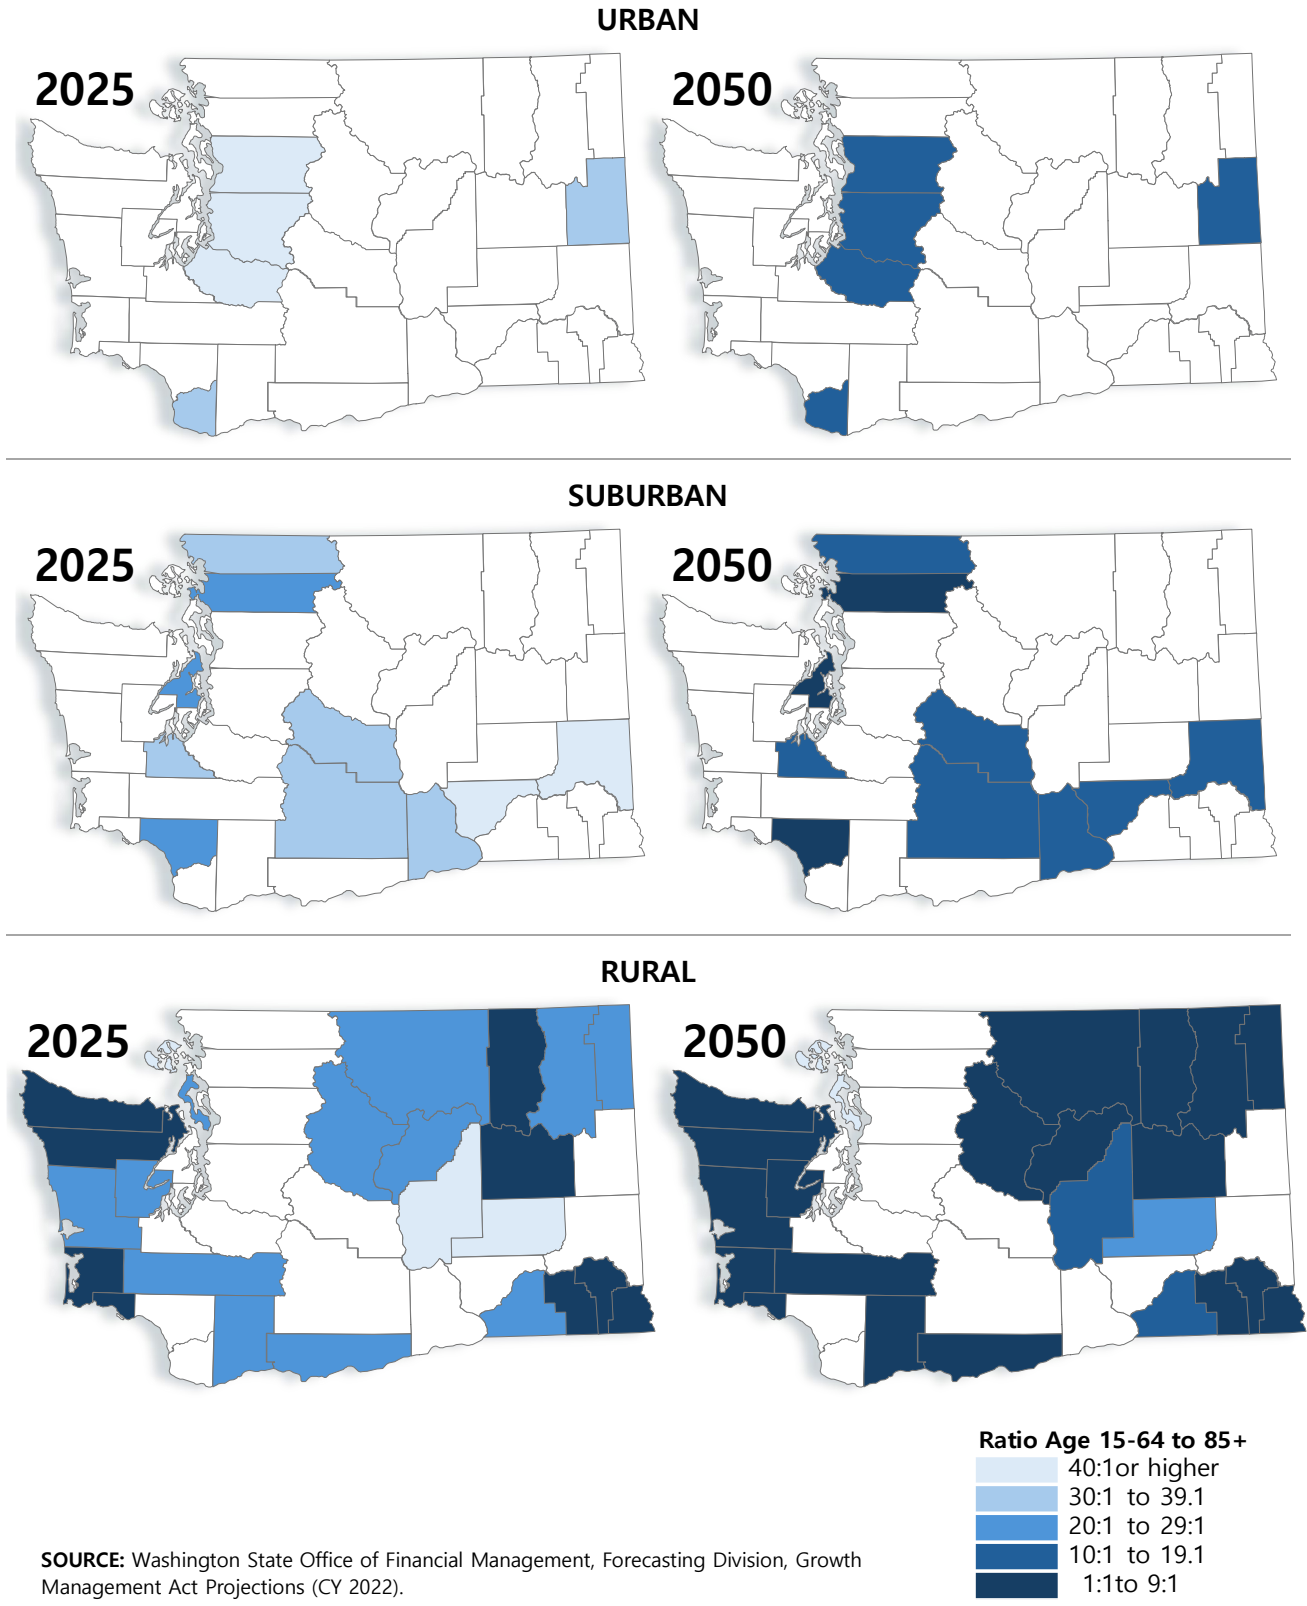 URBAN
2025
2050
SUBURBAN
2025
2050
RURAL
2025
2050
Ratio Age 15-64 to 85+
40:1or higher
30:1 to 39.1
20:1 to 29:1
10:1 to 19.1
1:1to 9:1
SOURCE: Washington State Office of Financial Management, Forecasting Division, Growth
Management Act Projections (CY 2022).